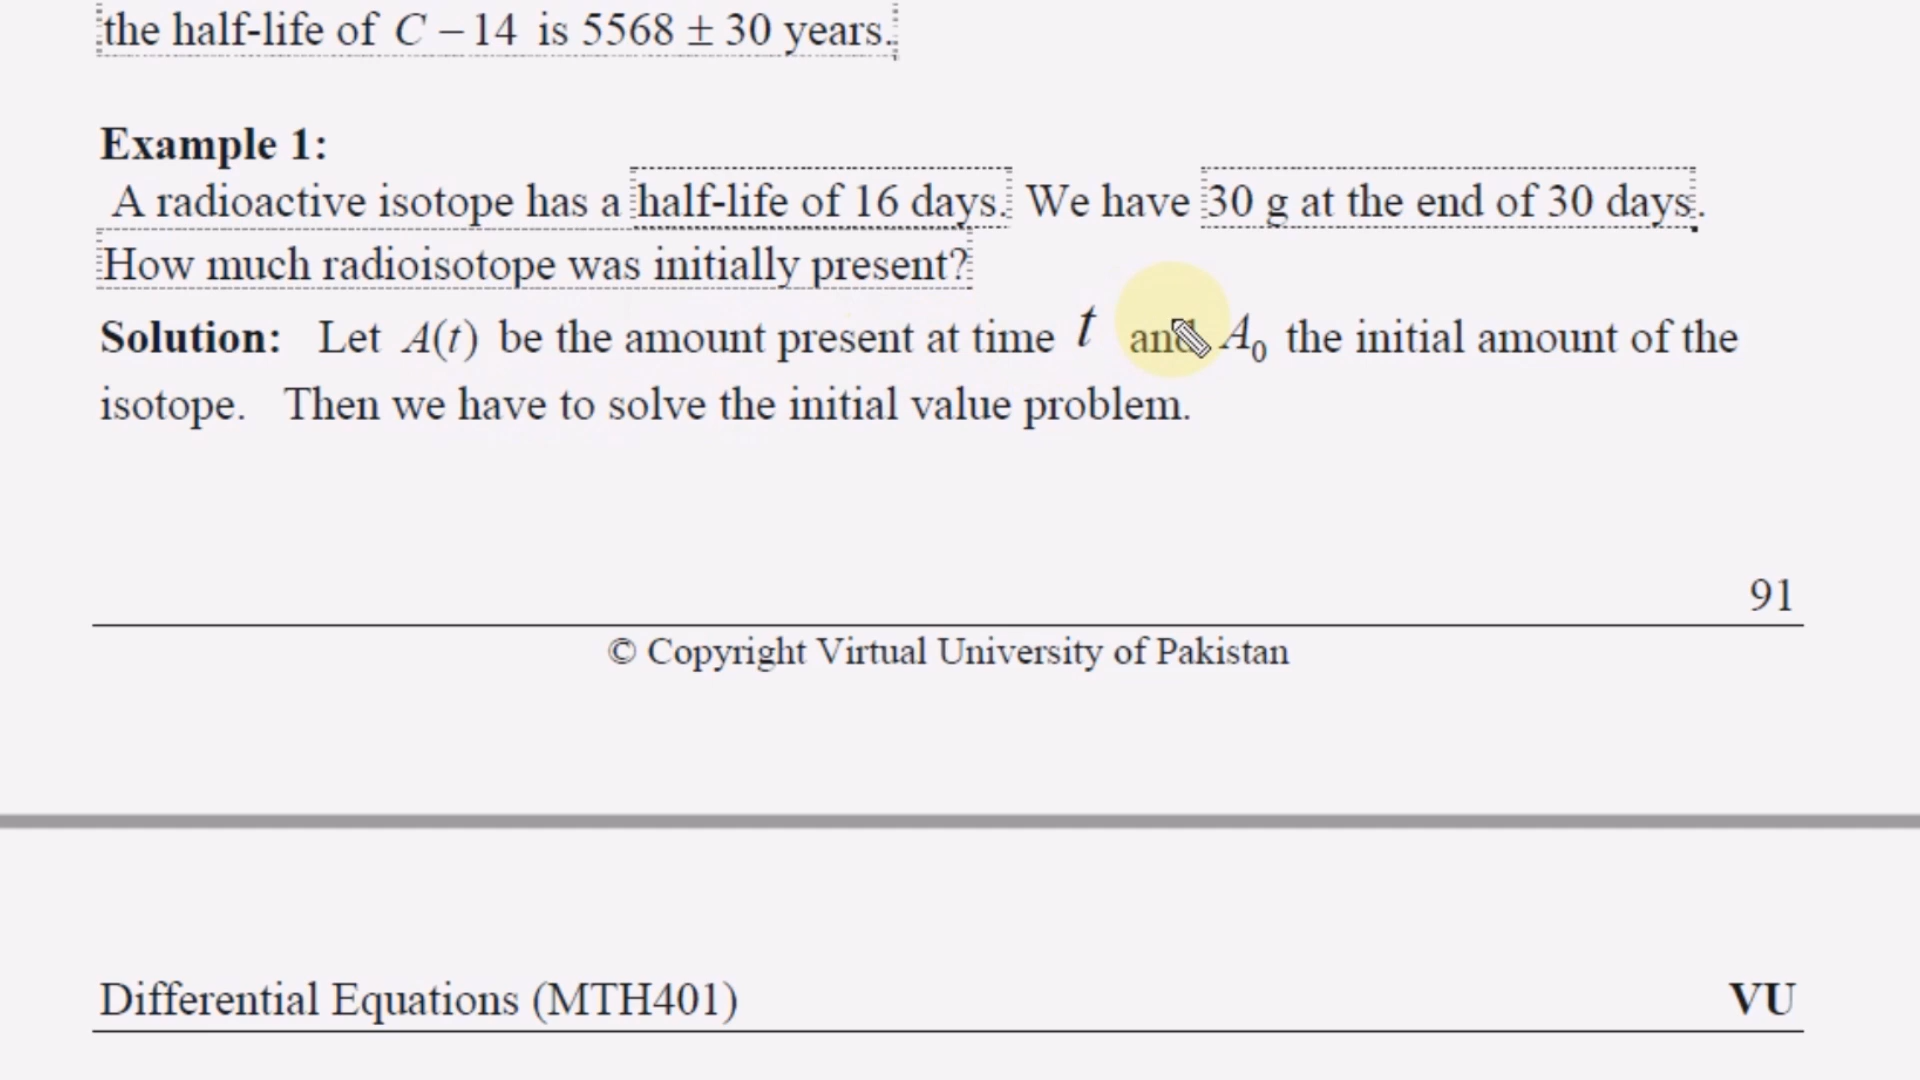 the half-life of C – 14 is 5568 ± 30 years.
Example 1:
A radioactive isotope has a half-life of 16 days. We have 30 g at the end of 30 days.
How much radioisotope was initially present?
Solution: Let A(t) be the amount present at time t and A₀ the initial amount of the
isotope. Then we have to solve the initial value problem.
91
© Copyright Virtual University of Pakistan
Differential Equations (MTH401) VU